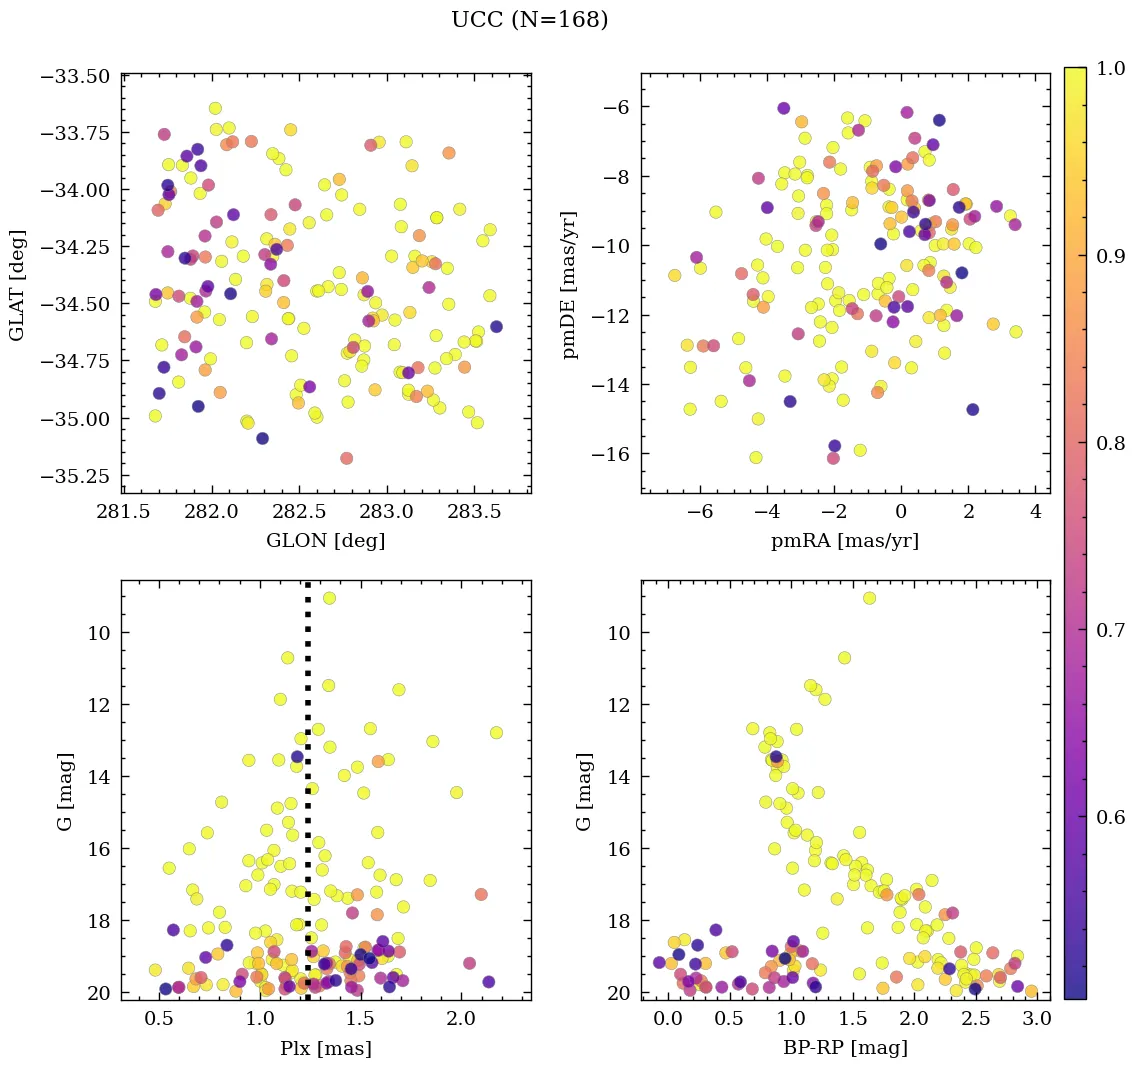 UCC (N=168)
−33.50
−33.75
−34.00
−34.25
−34.50
−34.75
−35.00
−35.25
GLAT [deg]
281.5 282.0 282.5 283.0 283.5
GLON [deg]
−6
−8
−10
−12
−14
−16
pmDE [mas/yr]
−6 −4 −2 0 2 4
pmRA [mas/yr]
10
12
14
16
18
20
G [mag]
0.5 1.0 1.5 2.0
Plx [mas]
10
12
14
16
18
20
G [mag]
0.0 0.5 1.0 1.5 2.0 2.5 3.0
BP-RP [mag]
1.0
0.9
0.8
0.7
0.6